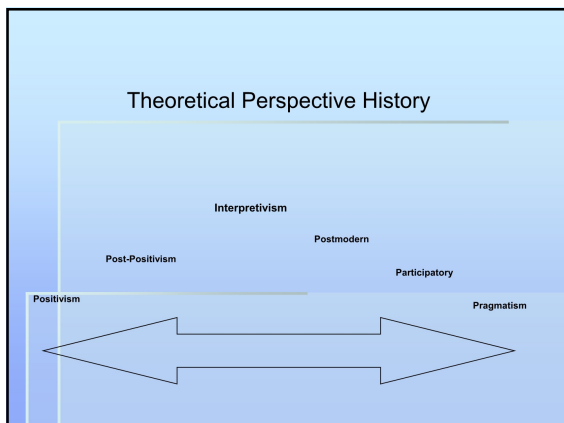 Theoretical Perspective History
Interpretivism
Postmodern
Post-Positivism
Participatory
Positivism
Pragmatism